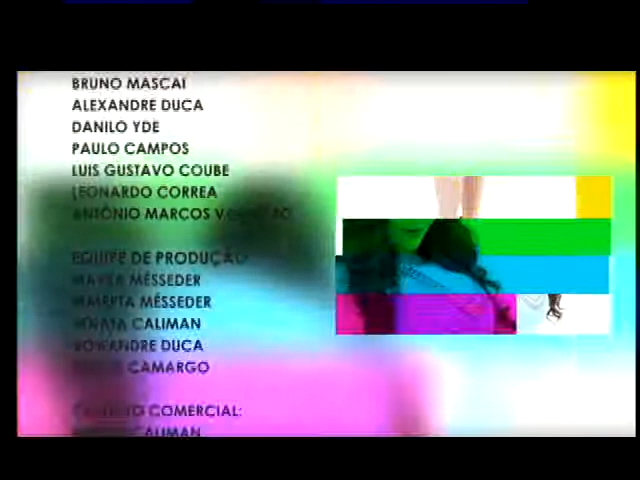 BRUNO MASCAI
ALEXANDRE DUCA
DANILO YDE
PAULO CAMPOS
LUIS GUSTAVO COUBE
LEONARDO CORREA
ANTÔNIO MARCOS
EQUIPE DE PRODUÇÃO
MÉSSEDER
MÉSSEDER
CALIMAN
DUCA
CAMARGO
COMERCIAL:
CALIMAN